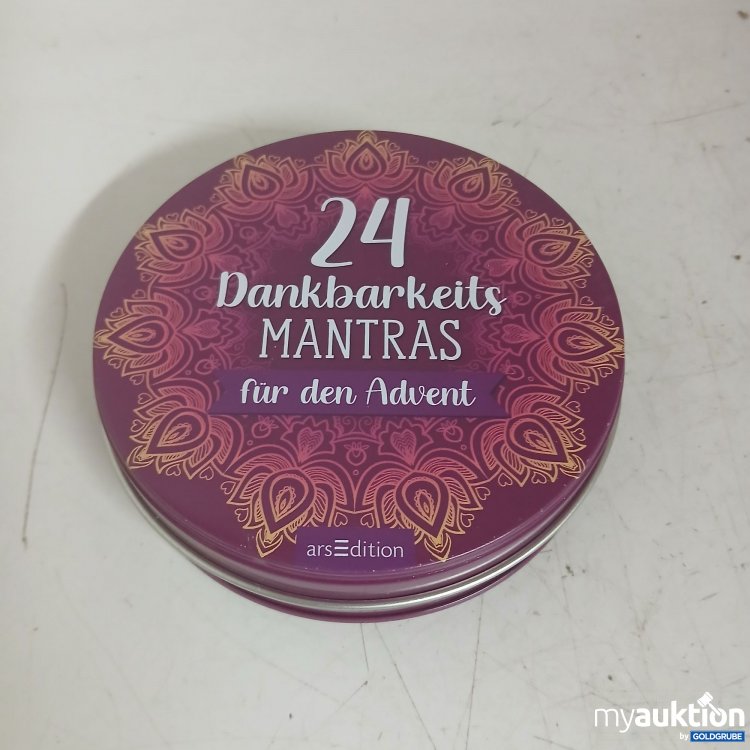 24
Dankbarkeits
MANTRAS
für den Advent
arsEdition
myauktion
by GOLDGRUBE